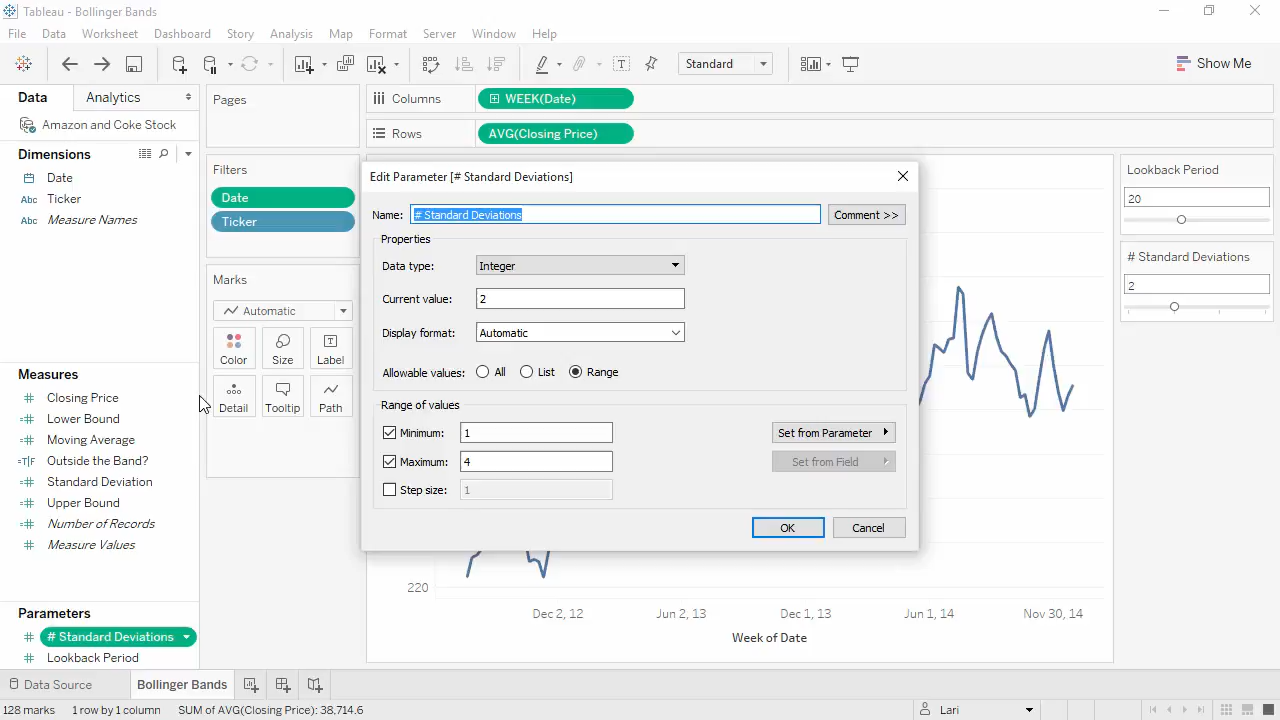 Tableau - Bollinger Bands
File Data Worksheet Dashboard Story Analysis Map Format Server Window Help
Standard
Show Me
Data Analytics
Amazon and Coke Stock
Dimensions
Date
Abc Ticker
Abc Measure Names
Measures
Closing Price
Lower Bound
Moving Average
=T|F Outside the Band?
Standard Deviation
Upper Bound
Number of Records
Measure Values
Parameters
# Standard Deviations
Lookback Period
Pages
Filters
Date
Ticker
Marks
Automatic
Color Size Label
Detail Tooltip Path
Columns WEEK(Date)
Rows AVG(Closing Price)
Edit Parameter [# Standard Deviations]
Name: # Standard Deviations Comment >>
Properties
Data type: Integer
Current value: 2
Display format: Automatic
Allowable values: All List Range
Range of values
Minimum: 1 Set from Parameter
Maximum: 4 Set from Field
Step size: 1
OK Cancel
220
Dec 2, 12 Jun 2, 13 Dec 1, 13 Jun 1, 14 Nov 30, 14
Week of Date
Lookback Period
20
# Standard Deviations
2
Data Source Bollinger Bands
128 marks 1 row by 1 column SUM of AVG(Closing Price): 38,714.6 Lari